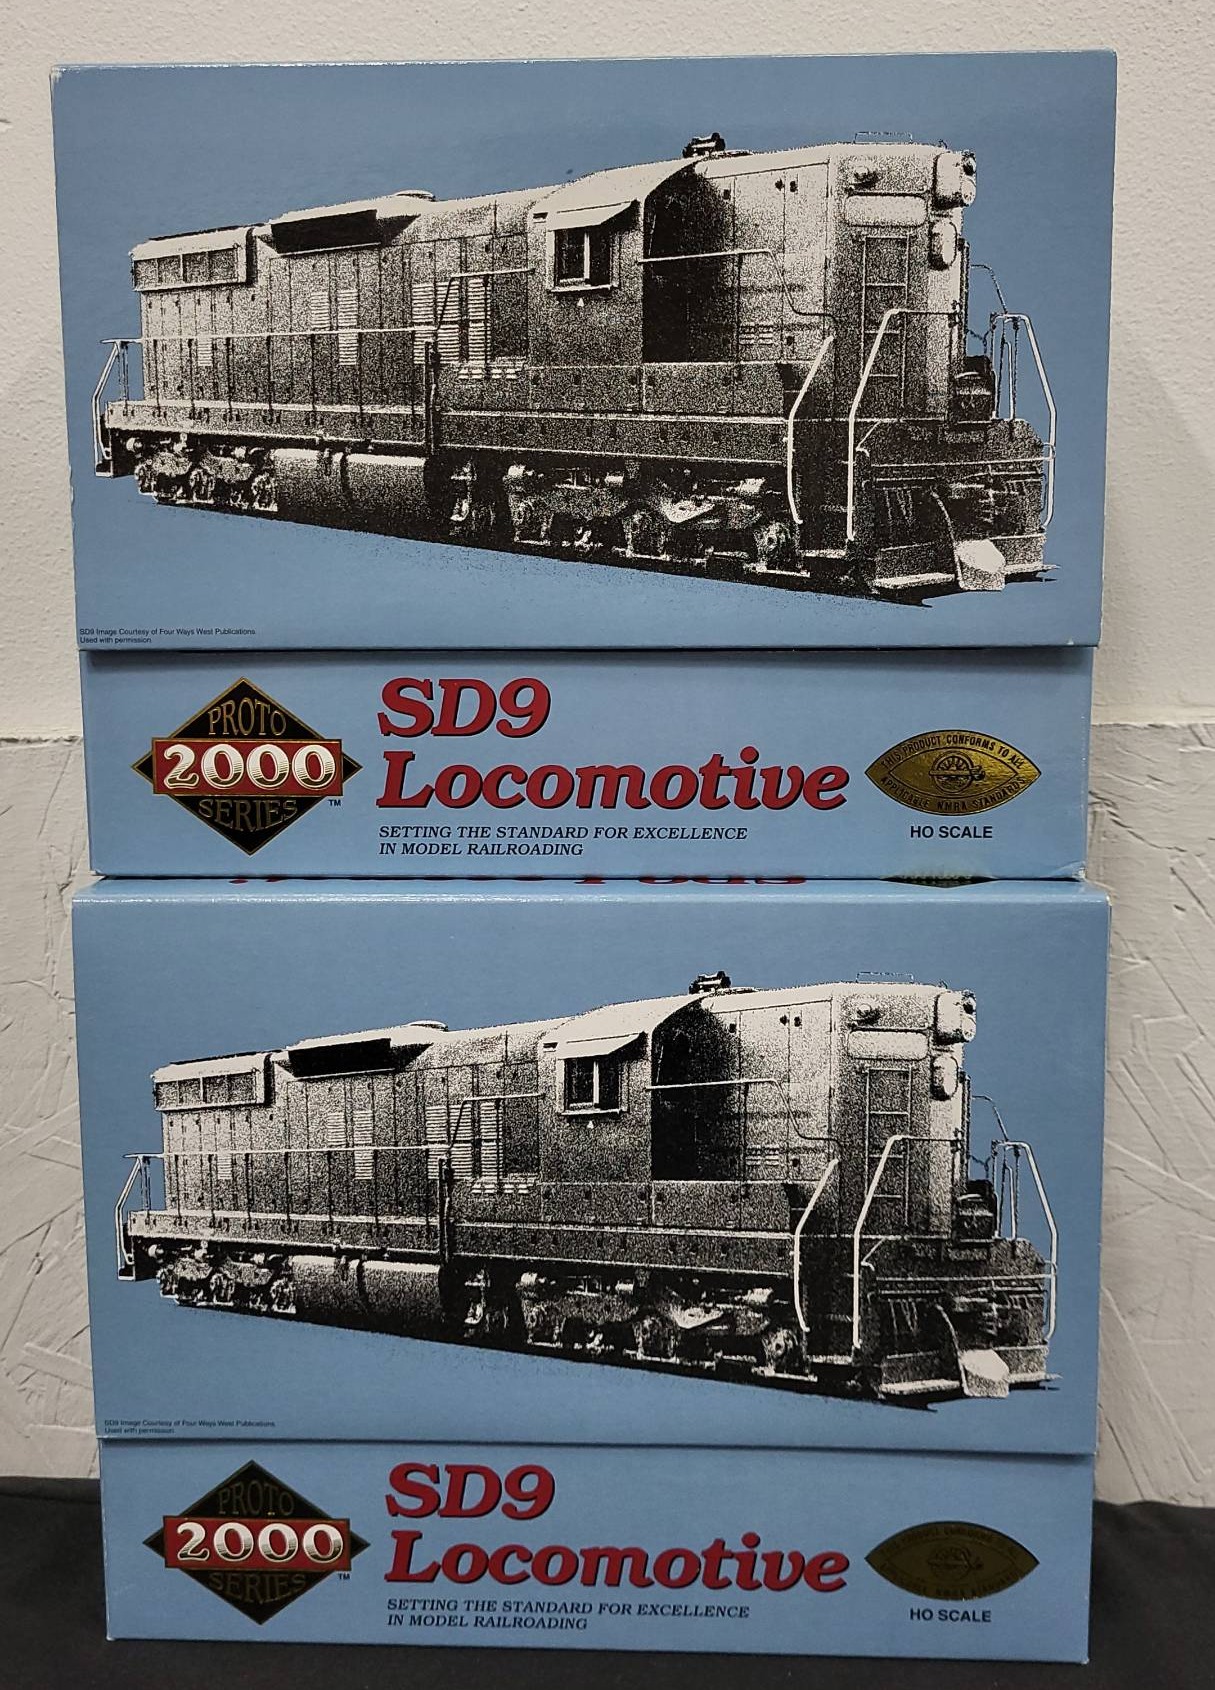 SD9 Image Courtesy of Four Ways West Publications.
Used with permission.
PROTO
2000
SERIES
TM
SD9
Locomotive
SETTING THE STANDARD FOR EXCELLENCE
IN MODEL RAILROADING
THIS PRODUCT CONFORMS TO ALL
APPLICABLE NMRA STANDARDS
HO SCALE
SD9 Image Courtesy of Four Ways West Publications.
Used with permission.
PROTO
2000
SERIES
TM
SD9
Locomotive
SETTING THE STANDARD FOR EXCELLENCE
IN MODEL RAILROADING
HO SCALE